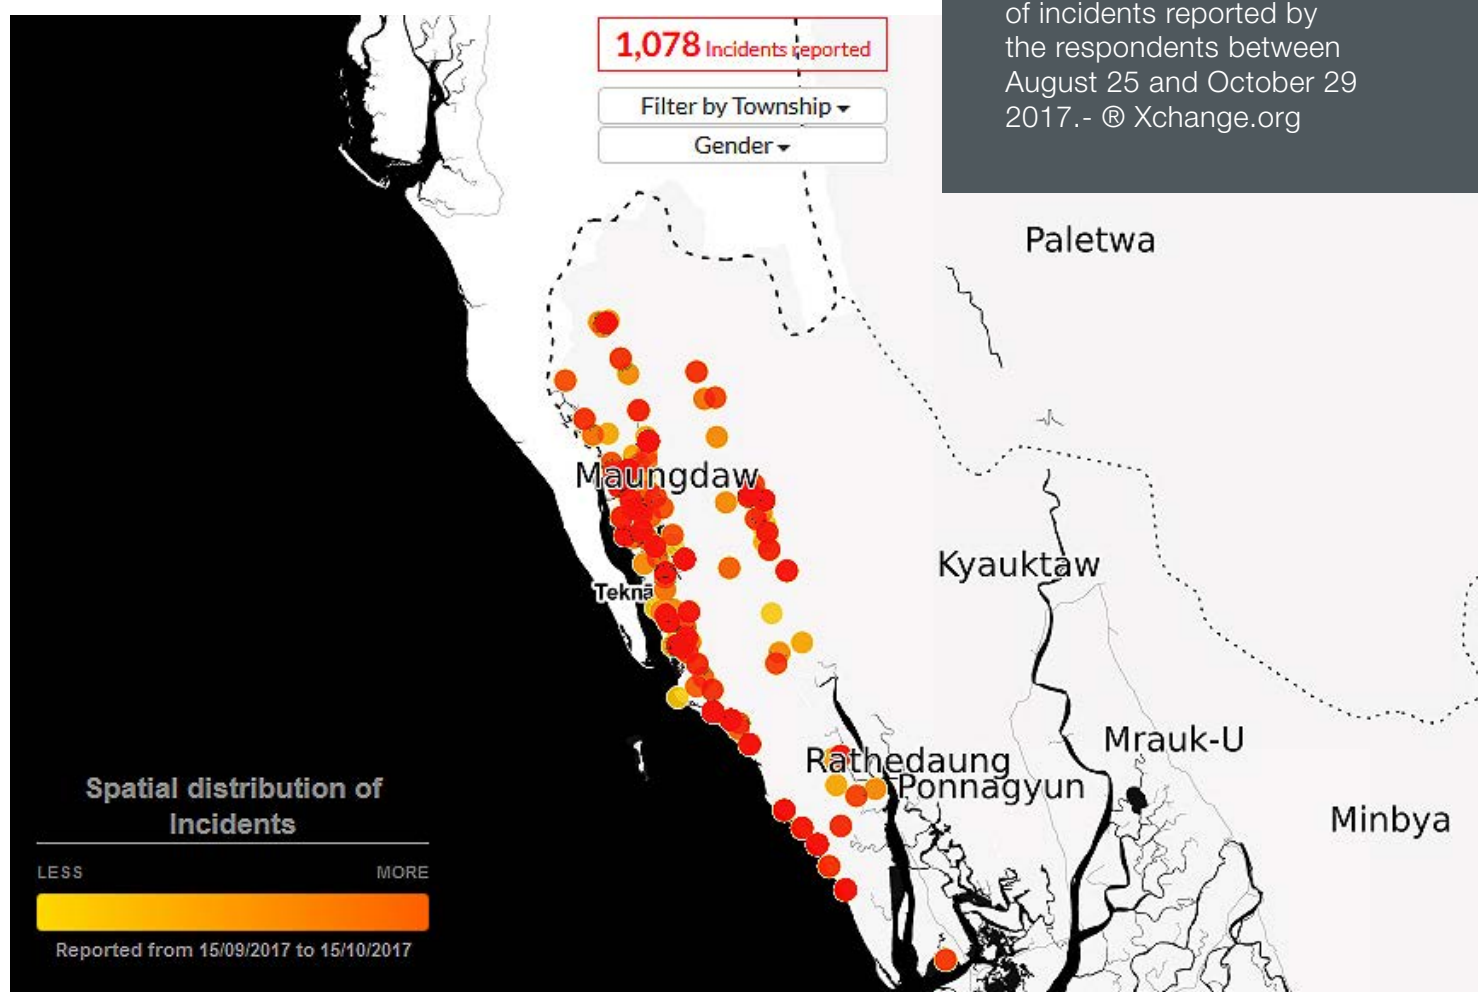 of incidents reported by
the respondents between
August 25 and October 29
2017.- ® Xchange.org
1,078 Incidents reported
Filter by Township
Gender
Paletwa
Maungdaw
Kyauktaw
Teknā
Mrauk-U
Rathedaung
Ponnagyun
Minbya
Spatial distribution of
Incidents
LESS MORE
Reported from 15/09/2017 to 15/10/2017